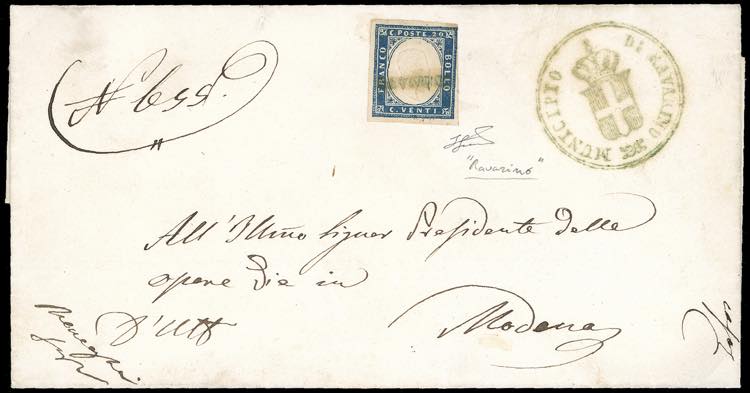 N° 659.
C. POSTE 20
FRANCO
BOLLO
C. VENTI
MUNICIPIO DI RAVARINO
"Ravarino"
All'Illmo Signor Presidente delle
opere Pie in
D'Uff
Modena